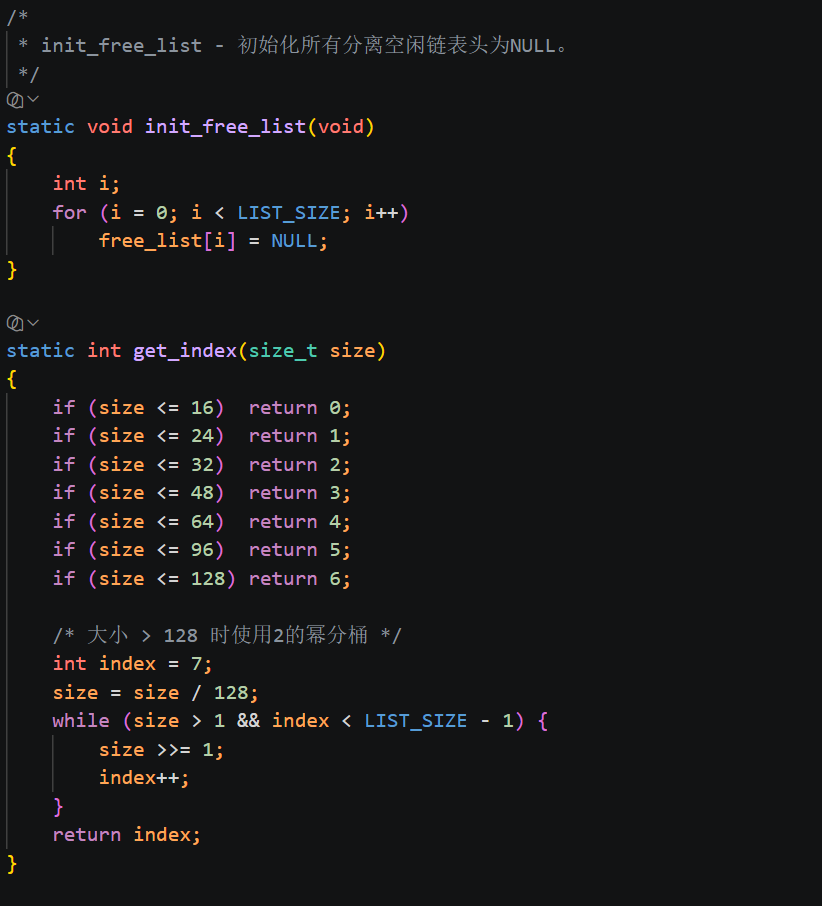 /*
 * init_free_list - 初始化所有分离空闲链表头为NULL。
 */
static void init_free_list(void)
{
    int i;
    for (i = 0; i < LIST_SIZE; i++)
        free_list[i] = NULL;
}
static int get_index(size_t size)
{
    if (size <= 16)  return 0;
    if (size <= 24)  return 1;
    if (size <= 32)  return 2;
    if (size <= 48)  return 3;
    if (size <= 64)  return 4;
    if (size <= 96)  return 5;
    if (size <= 128) return 6;
    /* 大小 > 128 时使用2的幂分桶 */
    int index = 7;
    size = size / 128;
    while (size > 1 && index < LIST_SIZE - 1) {
        size >>= 1;
        index++;
    }
    return index;
}